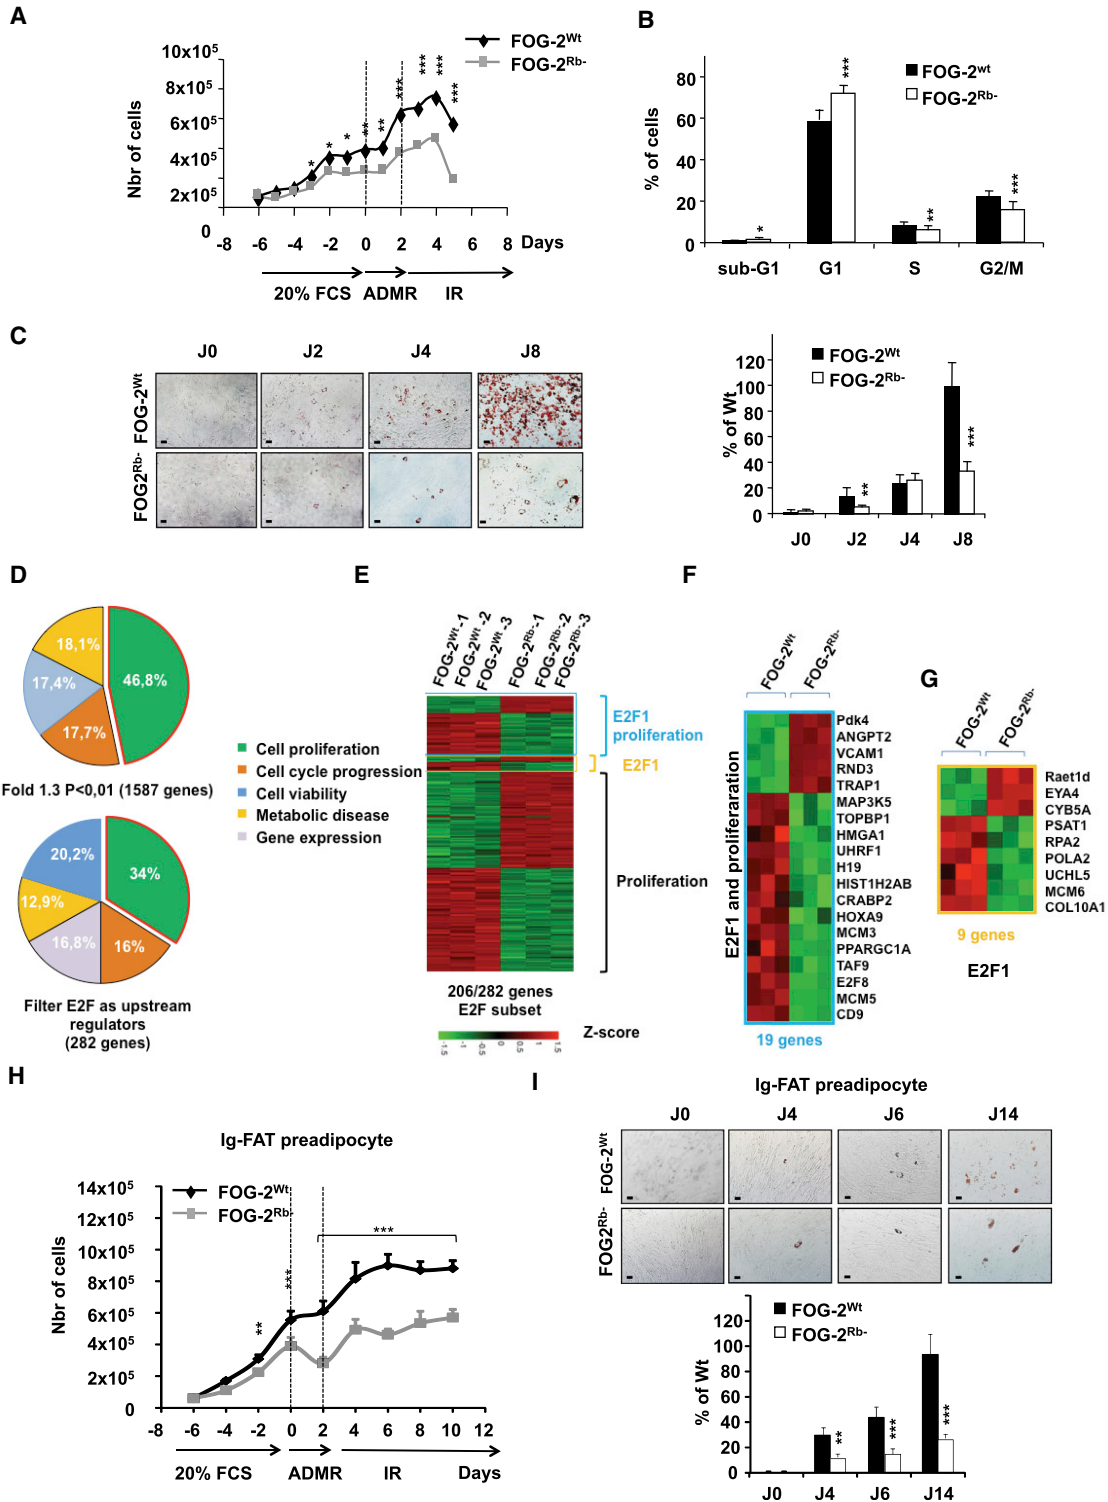 A
10x10⁵
8x10⁵
6x10⁵
4x10⁵
2x10⁵
0
Nbr of cells
FOG-2ᵂᵗ
FOG-2ᴿᵇ⁻
* * * ** ** *** *** *** ***
-8 -6 -4 -2 0 2 4 6 8 Days
20% FCS ADMR IR
B
80
60
40
20
0
% of cells
FOG-2ʷᵗ
FOG-2ᴿᵇ⁻
* *** ** ***
sub-G1 G1 S G2/M
C
J0 J2 J4 J8
FOG-2ᵂᵗ
FOG2ᴿᵇ⁻
120
100
80
60
40
20
0
% of Wt
FOG-2ᵂᵗ
FOG-2ᴿᵇ⁻
** ***
J0 J2 J4 J8
D
18,1%
46,8%
17,4%
17,7%
Fold 1.3 P<0,01 (1587 genes)
Cell proliferation
Cell cycle progression
Cell viability
Metabolic disease
Gene expression
20,2%
34%
12,9%
16,8%
16%
Filter E2F as upstream
regulators
(282 genes)
E
FOG-2ᵂᵗ-1
FOG-2ᵂᵗ-2
FOG-2ᵂᵗ-3
FOG-2ᴿᵇ⁻-1
FOG-2ᴿᵇ⁻-2
FOG-2ᴿᵇ⁻-3
E2F1
proliferation
E2F1
Proliferation
206/282 genes
E2F subset
Z-score
-1.5 -1 -0.5 0 0.5 1 1.5
F
FOG-2ᵂᵗ
FOG-2ᴿᵇ⁻
E2F1 and proliferaration
Pdk4
ANGPT2
VCAM1
RND3
TRAP1
MAP3K5
TOPBP1
HMGA1
UHRF1
H19
HIST1H2AB
CRABP2
HOXA9
MCM3
PPARGC1A
TAF9
E2F8
MCM5
CD9
19 genes
G
FOG-2ᵂᵗ
FOG-2ᴿᵇ⁻
Raet1d
EYA4
CYB5A
PSAT1
RPA2
POLA2
UCHL5
MCM6
COL10A1
9 genes
E2F1
H
Ig-FAT preadipocyte
14x10⁵
12x10⁵
10x10⁵
8x10⁵
6x10⁵
4x10⁵
2x10⁵
0
Nbr of cells
FOG-2ᵂᵗ
FOG-2ᴿᵇ⁻
** *** ***
-8 -6 -4 -2 0 2 4 6 8 10 12
20% FCS ADMR IR Days
I
Ig-FAT preadipocyte
J0 J4 J6 J14
FOG-2ᵂᵗ
FOG2ᴿᵇ⁻
120
100
80
60
40
20
0
% of Wt
FOG-2ᵂᵗ
FOG-2ᴿᵇ⁻
** *** ***
J0 J4 J6 J14